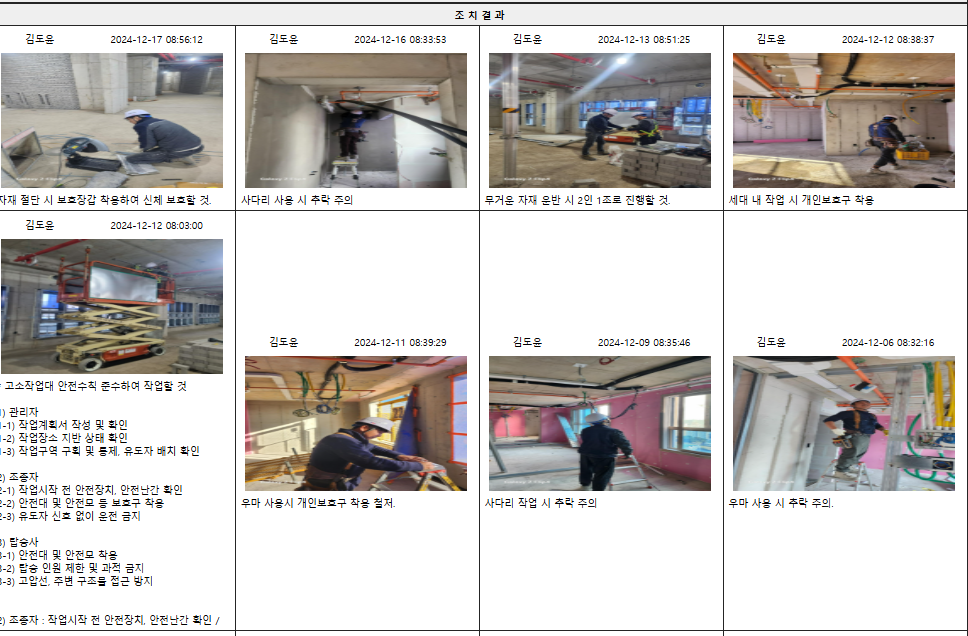 조 치 결 과
김도윤 2024-12-17 08:56:12
자재 절단 시 보호장갑 착용하여 신체 보호할 것.
김도윤 2024-12-16 08:33:53
사다리 사용 시 추락 주의
김도윤 2024-12-13 08:51:25
무거운 자재 운반 시 2인 1조로 진행할 것.
김도윤 2024-12-12 08:38:37
세대 내 작업 시 개인보호구 착용
김도윤 2024-12-12 08:03:00
고소작업대 안전수칙 준수하여 작업할 것
1) 관리자
1-1) 작업계획서 작성 및 확인
1-2) 작업장소 지반 상태 확인
1-3) 작업구역 구획 및 통제, 유도자 배치 확인
2) 조종자
2-1) 작업시작 전 안전장치, 안전난간 확인
2-2) 안전대 및 안전모 등 보호구 착용
2-3) 유도자 신호 없이 운전 금지
3) 탑승자
3-1) 안전대 및 안전모 착용
3-2) 탑승 인원 제한 및 과적 금지
3-3) 고압선, 주변 구조물 접근 방지
2) 조종자 : 작업시작 전 안전장치, 안전난간 확인 /
김도윤 2024-12-11 08:39:29
우마 사용시 개인보호구 착용 철저.
김도윤 2024-12-09 08:35:46
사다리 작업 시 추락 주의
김도윤 2024-12-06 08:32:16
우마 사용 시 추락 주의.